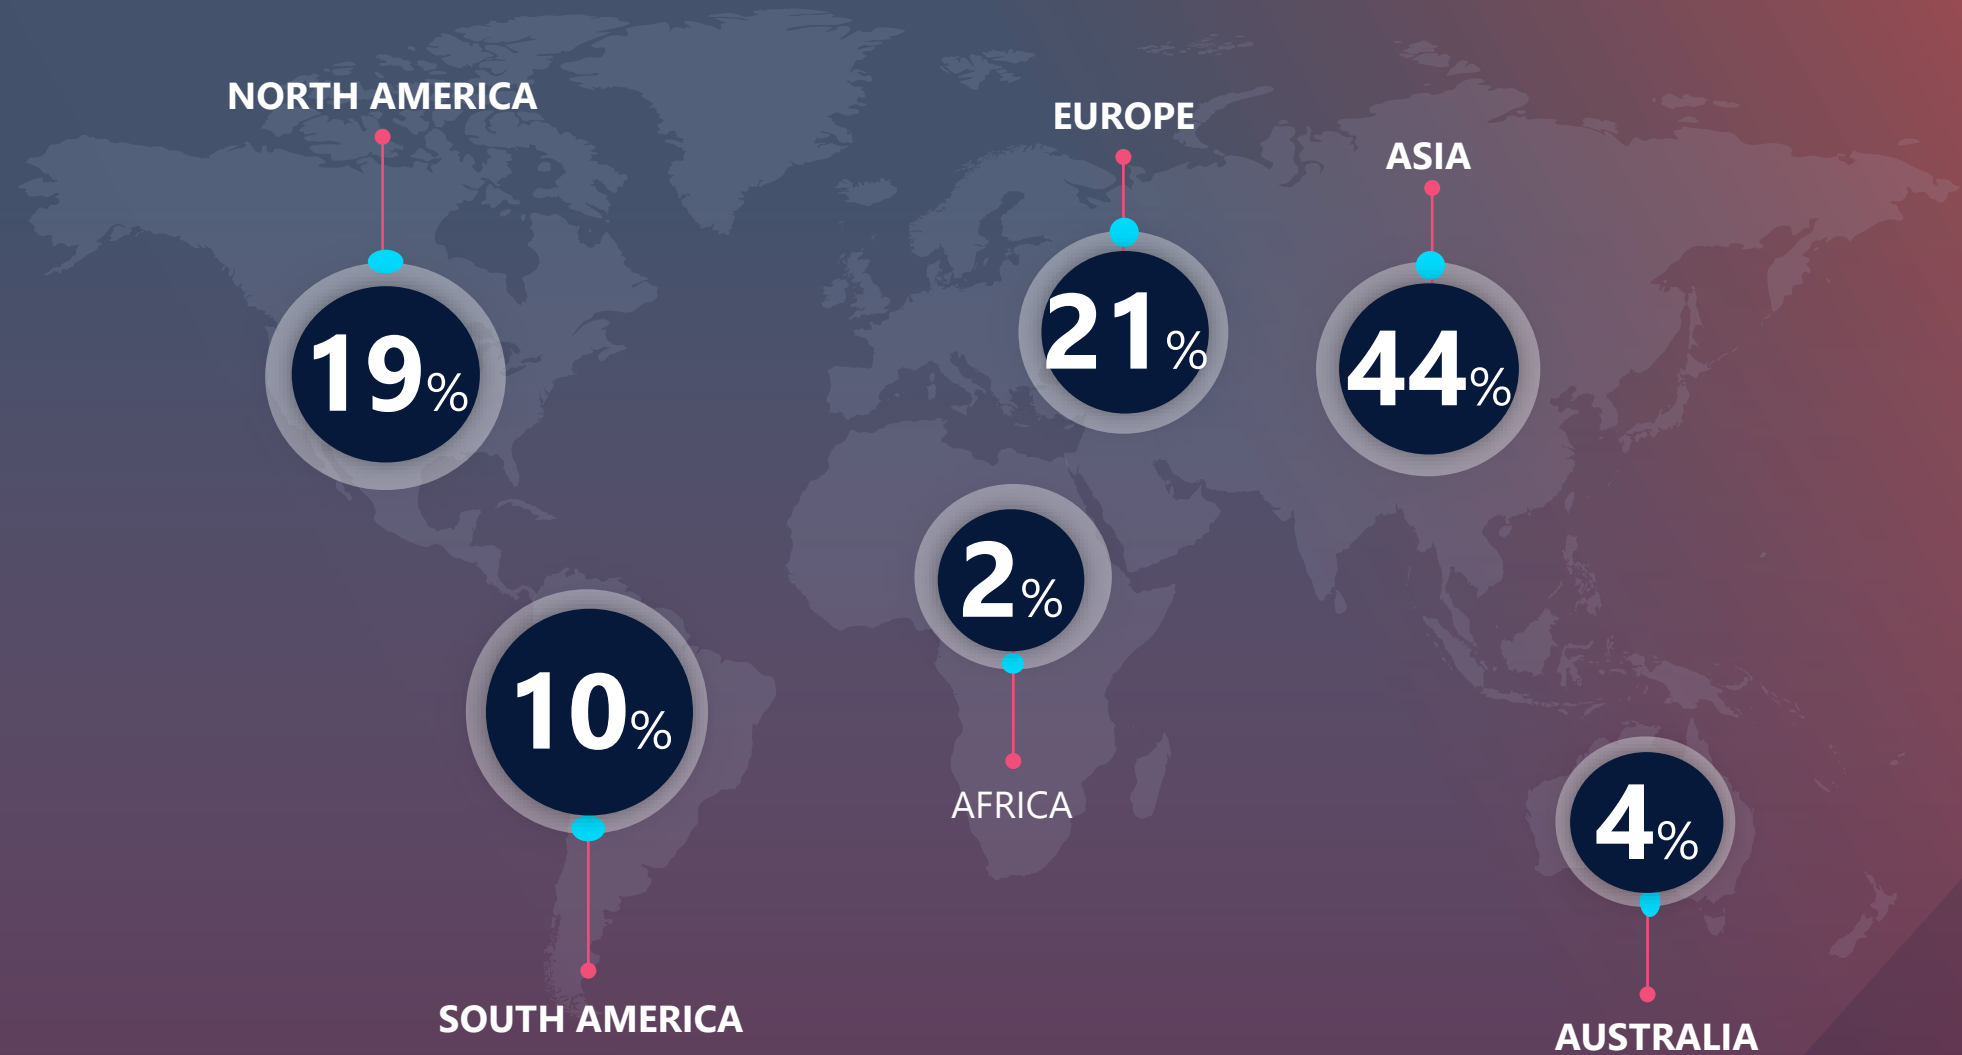 NORTH AMERICA
19%
EUROPE
21%
ASIA
44%
2%
AFRICA
10%
SOUTH AMERICA
4%
AUSTRALIA